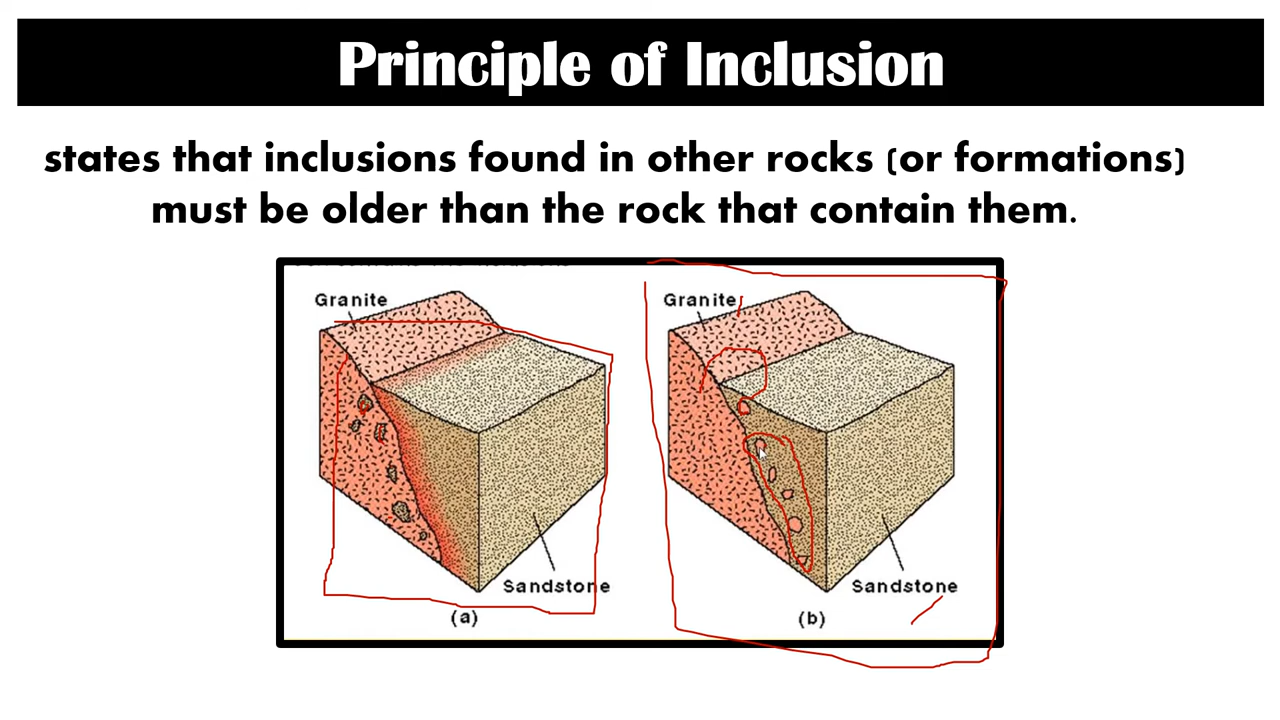 Principle of Inclusion
states that inclusions found in other rocks (or formations)
must be older than the rock that contain them.
Granite
Granite
Sandstone
Sandstone
(a)
(b)